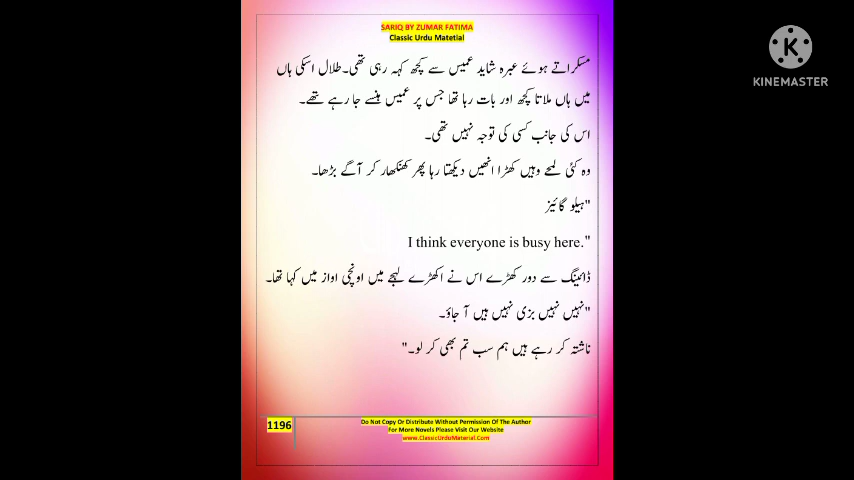 SARIQ BY ZUMAR FATIMA
Classic Urdu Matetial
مسکراتے ہوئے عبرہ شاید عمیس سے کچھ کہہ رہی تھی۔طلال اسکی ہاں
میں ہاں ملاتا کچھ اور بات رہا تھا جس پر عمیس ہنسے جا رہے تھے۔
اس کی جانب کسی کی توجہ نہیں تھی۔
وہ کئی لمحے وہیں کھڑا انھیں دیکھتا رہا پھر کھنکھار کر آگے بڑھا۔
"ہیلو گائیز
I think everyone is busy here."
ڈائینگ سے دور کھڑے اس نے اکھڑے لہجے میں اونچی اواز میں کہا تھا۔
"نہیں نہیں بزی نہیں ہیں آ جاؤ۔
ناشتہ کر رہے ہیں ہم سب تم بھی کر لو۔"
1196
Do Not Copy Or Distribute Without Permission Of The Author
For More Novels Please Visit Our Website
www.ClassicUrduMaterial.Com
K
KINEMASTER